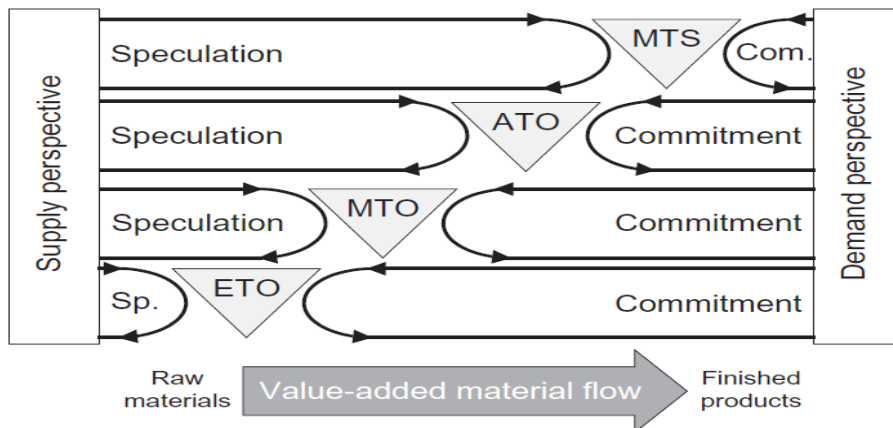 Supply perspective
Speculation
MTS
Com.
Speculation
ATO
Commitment
Speculation
MTO
Commitment
Sp.
ETO
Commitment
Demand perspective
Raw
materials
Value-added material flow
Finished
products